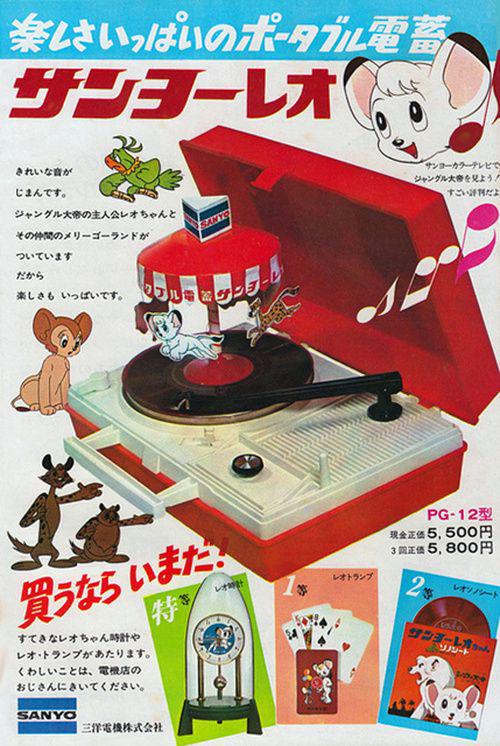 楽しさいっぱいのポータブル電蓄
サンヨーレオ
サンヨーカラーテレビで
ジャングル大帝を見よう!
すごい評判だよ
きれいな音が
じまんです。
ジャングル大帝の主人公レオちゃんと
その仲間のメリーゴーランドが
ついています
だから
楽しさも いっぱいです。
SANYO
タブル電蓄 サンヨーレ
PG-12型
現金正価 5,500円
3回正価 5,800円
買うなら いまだ!
すてきなレオちゃん時計や
レオ・トランプがあたります。
くわしいことは、電機店の
おじさんにきいてください。
SANYO 三洋電機株式会社
特等 レオ時計
1等 レオトランプ
2等 レオソノシート
サンヨーレオちゃん
ソノシート